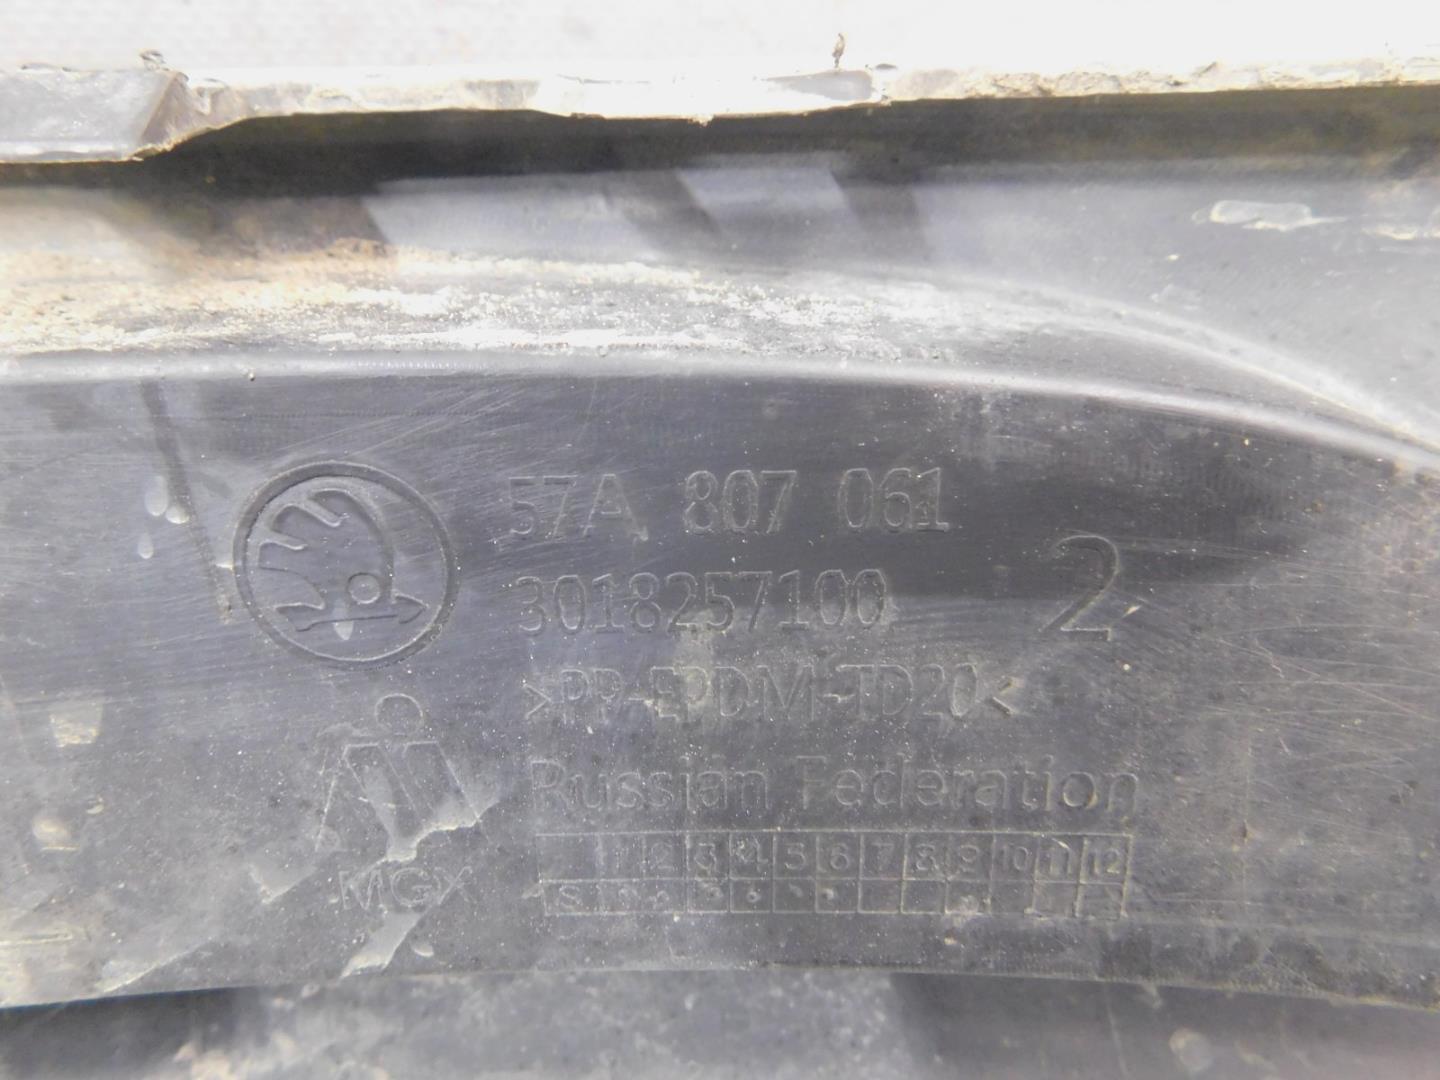 57A 807 061
3018257100
2
>PP-EPDM-TD20<
Russian Federation
MGX
1 2 3 4 5 6 7 8 9 10 11 12